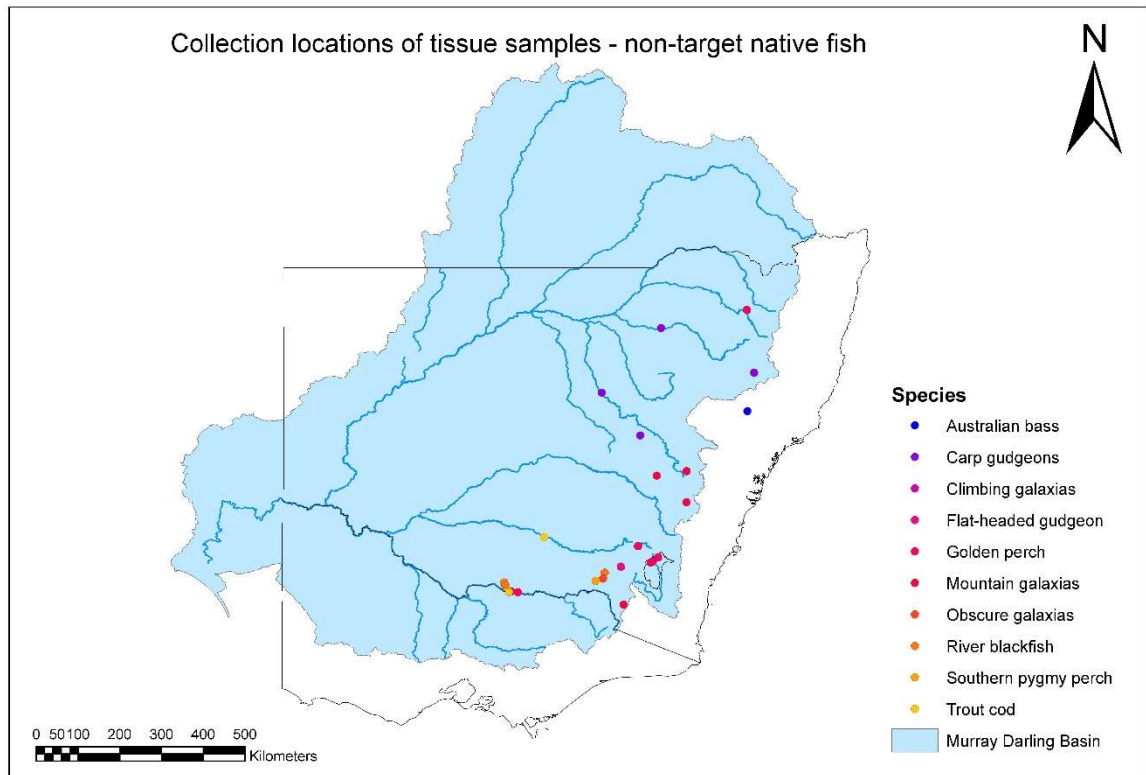 Collection locations of tissue samples - non-target native fish
N
Species
Australian bass
Carp gudgeons
Climbing galaxias
Flat-headed gudgeon
Golden perch
Mountain galaxias
Obscure galaxias
River blackfish
Southern pygmy perch
Trout cod
Murray Darling Basin
0 50100 200 300 400 500
Kilometers